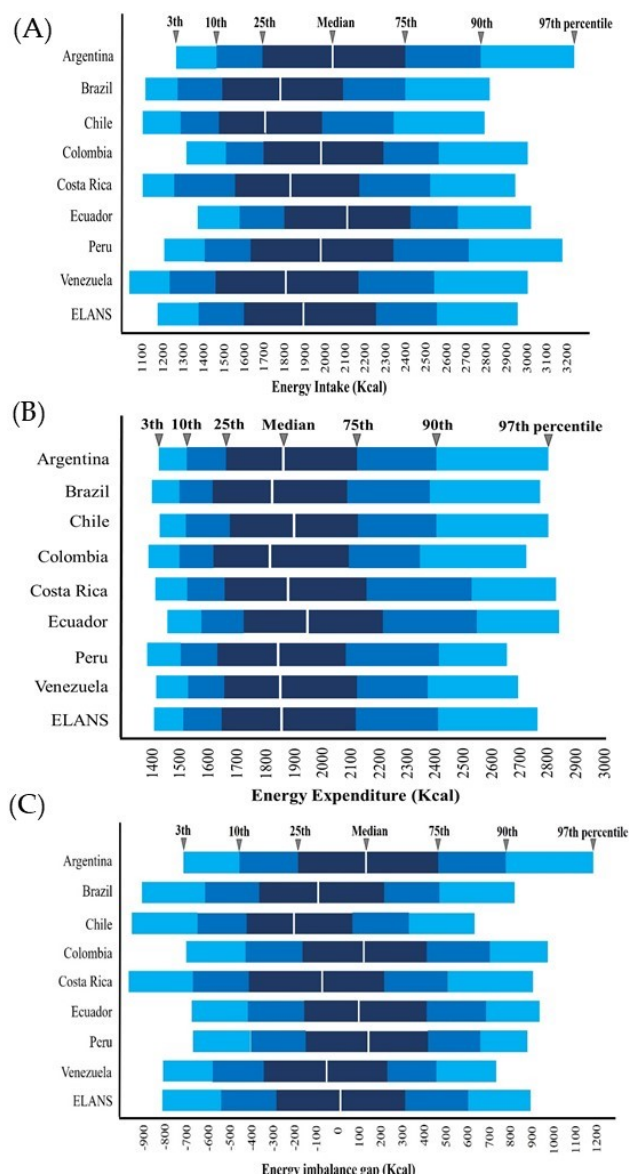 (A)
3th 10th 25th Median 75th 90th 97th percentile
Argentina
Brazil
Chile
Colombia
Costa Rica
Ecuador
Peru
Venezuela
ELANS
1100 1200 1300 1400 1500 1600 1700 1800 1900 2000 2100 2200 2300 2400 2500 2600 2700 2800 2900 3000 3100 3200
Energy Intake (Kcal)
(B)
3th 10th 25th Median 75th 90th 97th percentile
Argentina
Brazil
Chile
Colombia
Costa Rica
Ecuador
Peru
Venezuela
ELANS
1400 1500 1600 1700 1800 1900 2000 2100 2200 2300 2400 2500 2600 2700 2800 2900 3000
Energy Expenditure (Kcal)
(C)
3th 10th 25th Median 75th 90th 97th percentile
Argentina
Brazil
Chile
Colombia
Costa Rica
Ecuador
Peru
Venezuela
ELANS
-900 -800 -700 -600 -500 -400 -300 -200 -100 0 100 200 300 400 500 600 700 800 900 1000 1100 1200
Energy imbalance gap (Kcal)